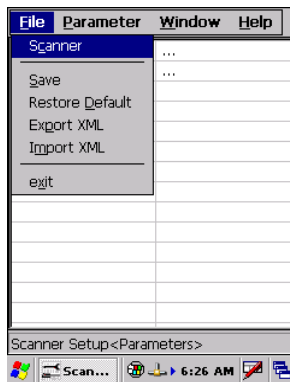 File Parameter Window Help
Scanner
...
...
Save
Restore Default
Export XML
Import XML
exit
Scanner Setup<Parameters>
Scan... 6:26 AM